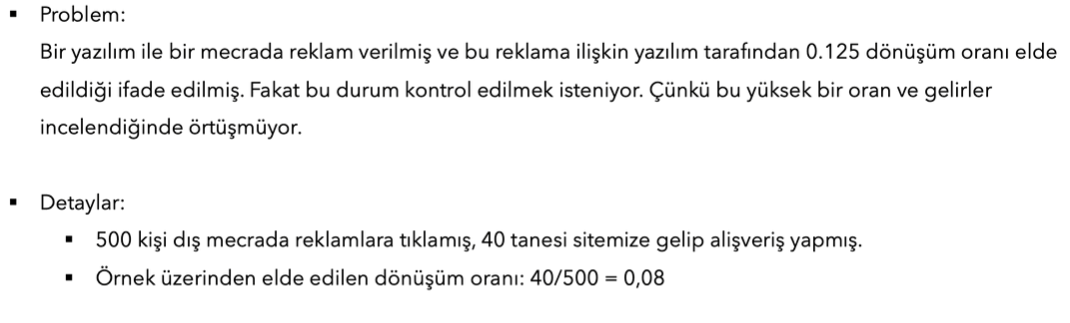 ▪ Problem:
Bir yazılım ile bir mecrada reklam verilmiş ve bu reklama ilişkin yazılım tarafından 0.125 dönüşüm oranı elde
edildiği ifade edilmiş. Fakat bu durum kontrol edilmek isteniyor. Çünkü bu yüksek bir oran ve gelirler
incelendiğinde örtüşmüyor.
▪ Detaylar:
▪ 500 kişi dış mecrada reklamlara tıklamış, 40 tanesi sitemize gelip alişveriş yapmış.
▪ Örnek üzerinden elde edilen dönüşüm oranı: 40/500 = 0,08